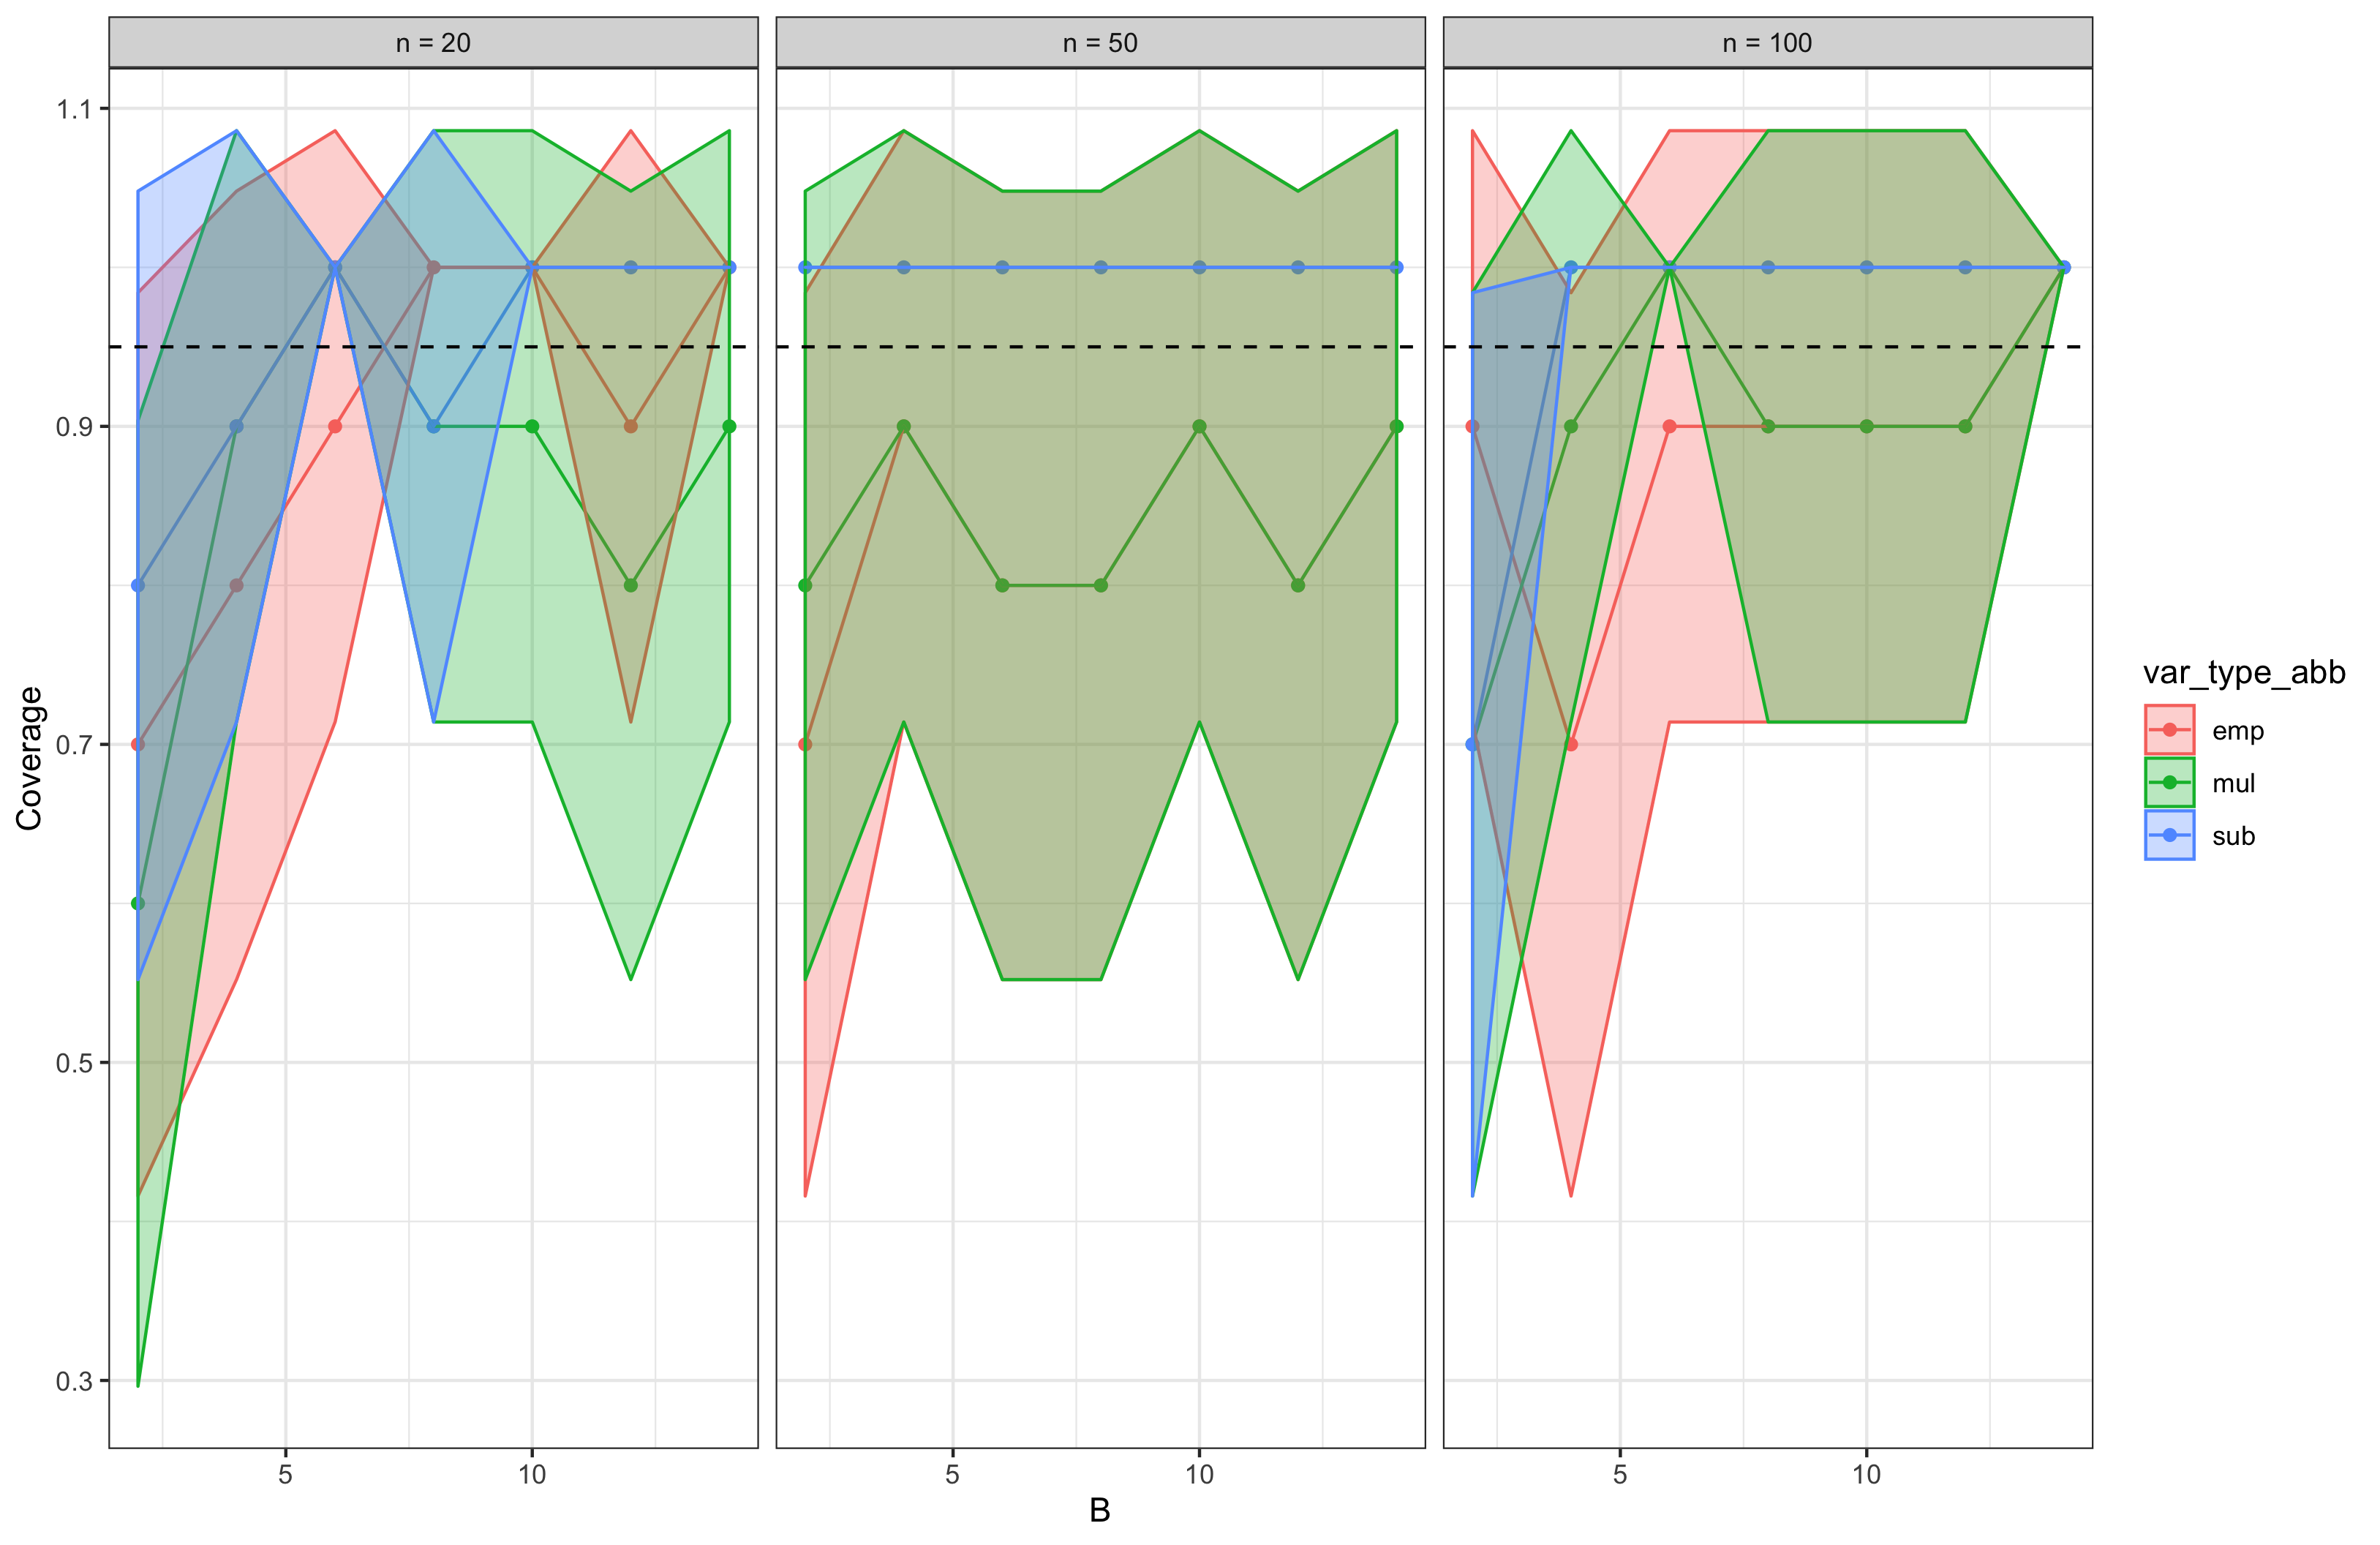 n = 20
n = 50
n = 100
1.1
0.9
0.7
0.5
0.3
Coverage
5
10
5
10
5
10
B
var_type_abb
emp
mul
sub